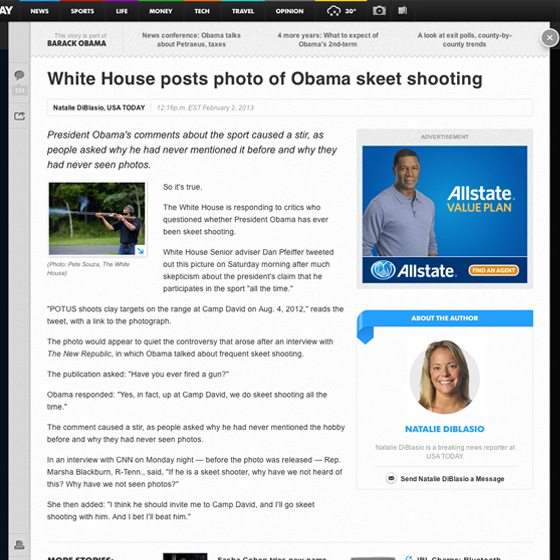 AY
NEWS SPORTS LIFE MONEY TECH TRAVEL OPINION 30°
This story is part of
BARACK OBAMA
News conference: Obama talks
about Petraeus, taxes
4 more years: What to expect of
Obama's 2nd-term
A look at exit polls, county-by-
county trends
131
White House posts photo of Obama skeet shooting
Natalie DiBlasio, USA TODAY 12:16p.m. EST February 2, 2013
President Obama's comments about the sport caused a stir, as
people asked why he had never mentioned it before and why they
had never seen photos.
(Photo: Pete Souza, The White
House)
So it's true.
The White House is responding to critics who
questioned whether President Obama has ever
been skeet shooting.
White House Senior adviser Dan Pfeiffer tweeted
out this picture on Saturday morning after much
skepticism about the president's claim that he
participates in the sport "all the time."
"POTUS shoots clay targets on the range at Camp David on Aug. 4, 2012," reads the
tweet, with a link to the photograph.
The photo would appear to quiet the controversy that arose after an interview with
The New Republic, in which Obama talked about frequent skeet shooting.
The publication asked: "Have you ever fired a gun?"
Obama responded: "Yes, in fact, up at Camp David, we do skeet shooting all the
time."
The comment caused a stir, as people asked why he had never mentioned the hobby
before and why they had never seen photos.
In an interview with CNN on Monday night — before the photo was released — Rep.
Marsha Blackburn, R-Tenn., said, "If he is a skeet shooter, why have we not heard of
this? Why have we not seen photos?"
She then added: "I think he should invite me to Camp David, and I'll go skeet
shooting with him. And I bet I'll beat him."
ADVERTISEMENT
Allstate.
VALUE PLAN
Allstate. FIND AN AGENT
ABOUT THE AUTHOR
NATALIE DIBLASIO
Natalie DiBlasio is a breaking news reporter at
USA TODAY.
Send Natalie DiBlasio a Message
MORE STORIES:
Sasha Cohen tries new game
IBL Charge: Bluetooth